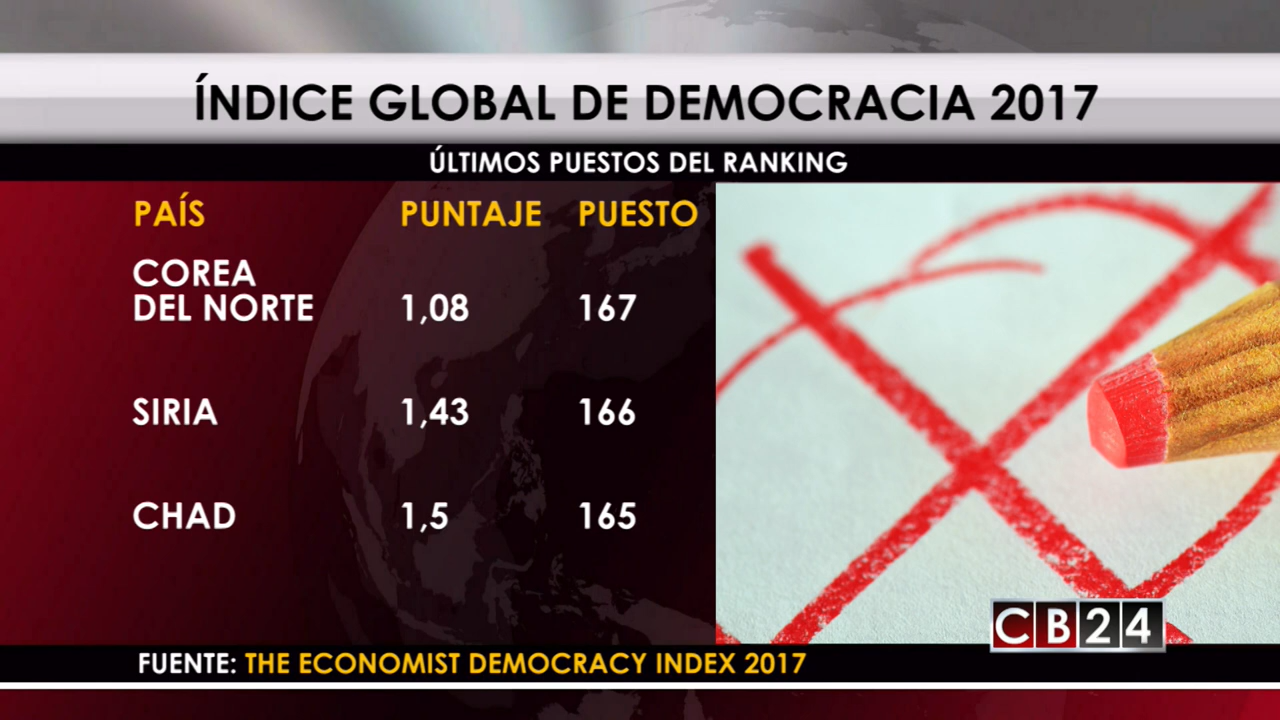 ÍNDICE GLOBAL DE DEMOCRACIA 2017
ÚLTIMOS PUESTOS DEL RANKING
PAÍS PUNTAJE PUESTO
COREA
DEL NORTE 1,08 167
SIRIA 1,43 166
CHAD 1,5 165
CB24
FUENTE: THE ECONOMIST DEMOCRACY INDEX 2017